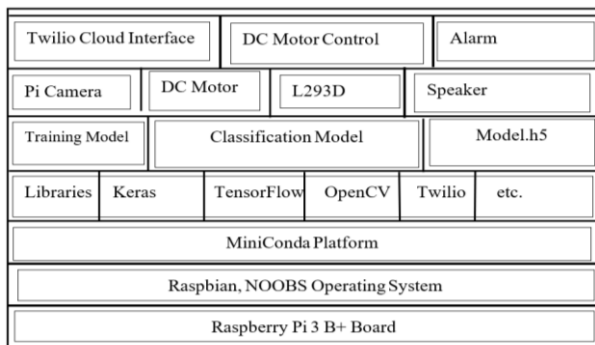 Twilio Cloud Interface DC Motor Control Alarm
Pi Camera DC Motor L293D Speaker
Training Model Classification Model Model.h5
Libraries Keras TensorFlow OpenCV Twilio etc.
MiniConda Platform
Raspbian, NOOBS Operating System
Raspberry Pi 3 B+ Board